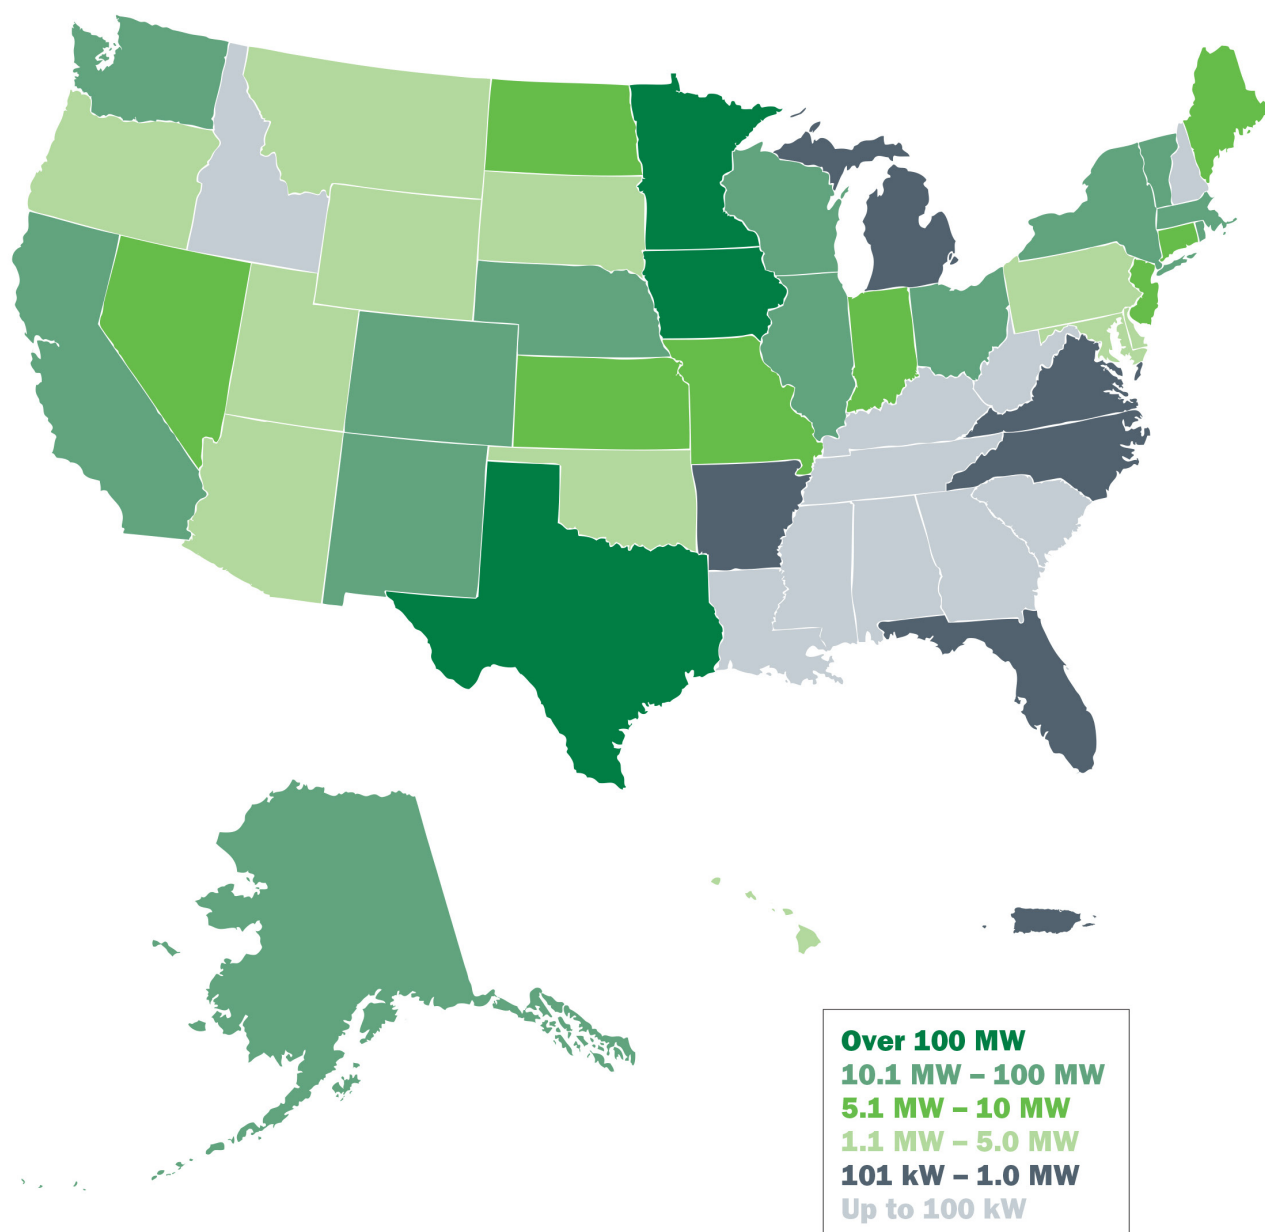 Over 100 MW
10.1 MW – 100 MW
5.1 MW – 10 MW
1.1 MW – 5.0 MW
101 kW – 1.0 MW
Up to 100 kW